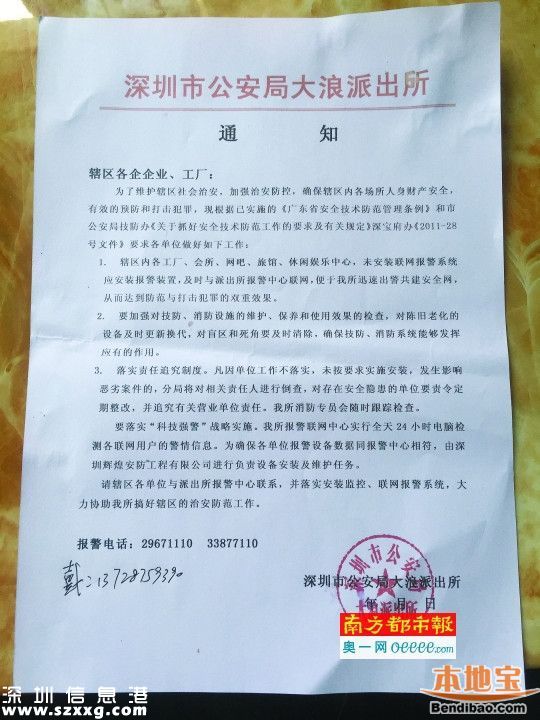 深圳市公安局大浪派出所
通　知
辖区各企企业、工厂：
为了维护辖区社会治安，加强治安防控，确保辖区内各场所人身财产安全，
有效的预防和打击犯罪，现根据已实施的《广东省安全技术防范管理条例》和市
公安局技防办《关于抓好安全技术防范工作的要求及有关规定》深宝府办《2011-28
号文件》要求各单位做好如下工作：
1． 辖区内各工厂、会所、网吧、旅馆、休闲娱乐中心，未安装联网报警系统
应安装报警装置，及时与派出所报警中心联网，便于我所迅速出警共建安全网，
从而达到防范与打击犯罪的双重效果。
2． 要加强对技防、消防设施的维护、保养和使用效果的检查，对陈旧老化的
设备及时更新换代，对盲区和死角要及时清除，确保技防、消防系统能够发挥
应有的作用。
3． 落实责任追究制度。凡因单位工作不落实，未按要求实施安装，发生影响
恶劣案件的，分局将对相关责任人进行倒查，对存在安全隐患的单位要责令定
期整改，并追究有关营业单位责任。我所消防专员会随时跟踪检查。
要落实“科技强警”战略实施。我所报警联网中心实行全天24小时电脑检
测各联网用户的警情信息。为确保各单位报警设备数据同报警中心相符，由深
圳辉煌安防工程有限公司进行负责设备安装及维护任务。
请辖区各单位与派出所报警中心联系，并落实安装监控、联网报警系统，大
力协助我所搞好辖区的治安防范工作。
报警电话：29671110　33877110
戴：13728759390
深圳市公安局大浪派出所
年　月　日
深圳市公安局
南方都市報
奥一网 oeeee.com
深圳信息港
www.szxxg.com
本地宝
Bendibao.com